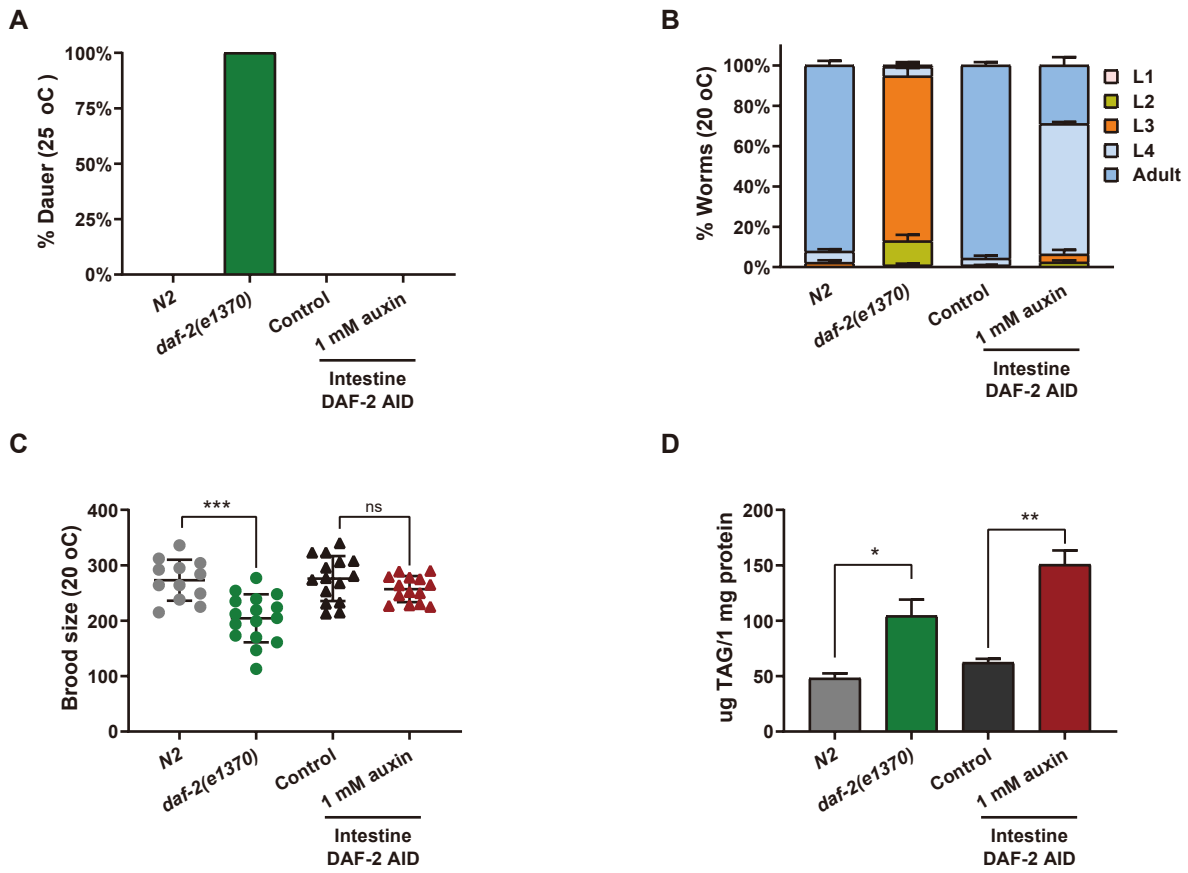 A
% Dauer (25 oC)
100%
75%
50%
25%
0%
N2
daf-2(e1370)
Control
1 mM auxin
Intestine
DAF-2 AID
B
% Worms (20 oC)
100%
80%
60%
40%
20%
0%
N2
daf-2(e1370)
Control
1 mM auxin
Intestine
DAF-2 AID
L1
L2
L3
L4
Adult
C
Brood size (20 oC)
400
300
200
100
0
***
ns
N2
daf-2(e1370)
Control
1 mM auxin
Intestine
DAF-2 AID
D
ug TAG/1 mg protein
200
150
100
50
0
*
**
N2
daf-2(e1370)
Control
1 mM auxin
Intestine
DAF-2 AID